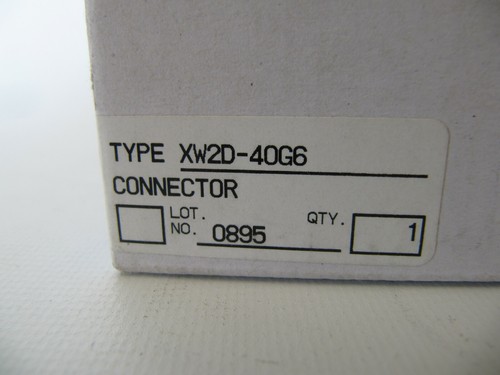 TYPE XW2D-40G6
CONNECTOR
LOT. QTY. 1
NO. 0895